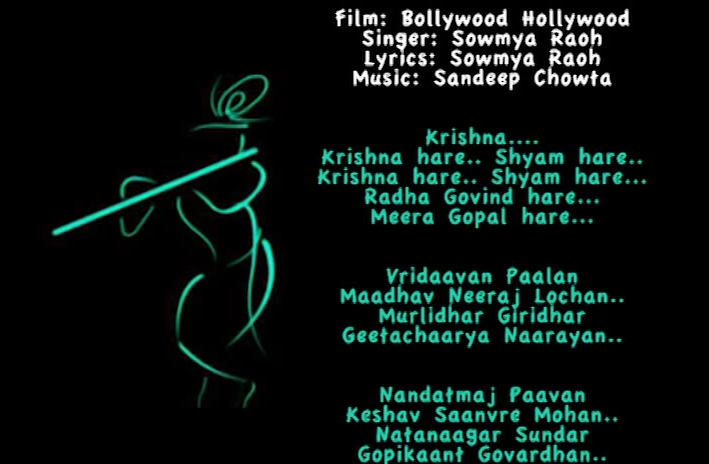 Film: Bollywood Hollywood
Singer: Sowmya Raoh
Lyrics: Sowmya Raoh
Music: Sandeep Chowta
Krishna....
Krishna hare.. Shyam hare..
Krishna hare.. Shyam hare...
Radha Govind hare...
Meera Gopal hare...
Vridaavan Paalan
Maadhav Neeraj Lochan..
Murlidhar Giridhar
Geetachaarya Naarayan..
Nandatmaj Paavan
Keshav Saanvre Mohan..
Natanaagar Sundar
Gopikaant Govardhan..